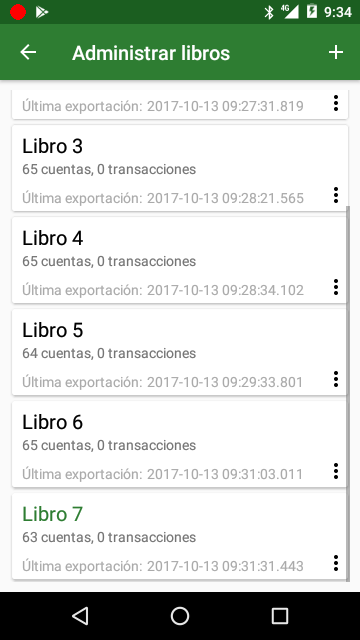 4G
9:34
Administrar libros
Última exportación: 2017-10-13 09:27:31.819
Libro 3
65 cuentas, 0 transacciones
Última exportación: 2017-10-13 09:28:21.565
Libro 4
65 cuentas, 0 transacciones
Última exportación: 2017-10-13 09:28:34.102
Libro 5
64 cuentas, 0 transacciones
Última exportación: 2017-10-13 09:29:33.801
Libro 6
65 cuentas, 0 transacciones
Última exportación: 2017-10-13 09:31:03.011
Libro 7
63 cuentas, 0 transacciones
Última exportación: 2017-10-13 09:31:31.443